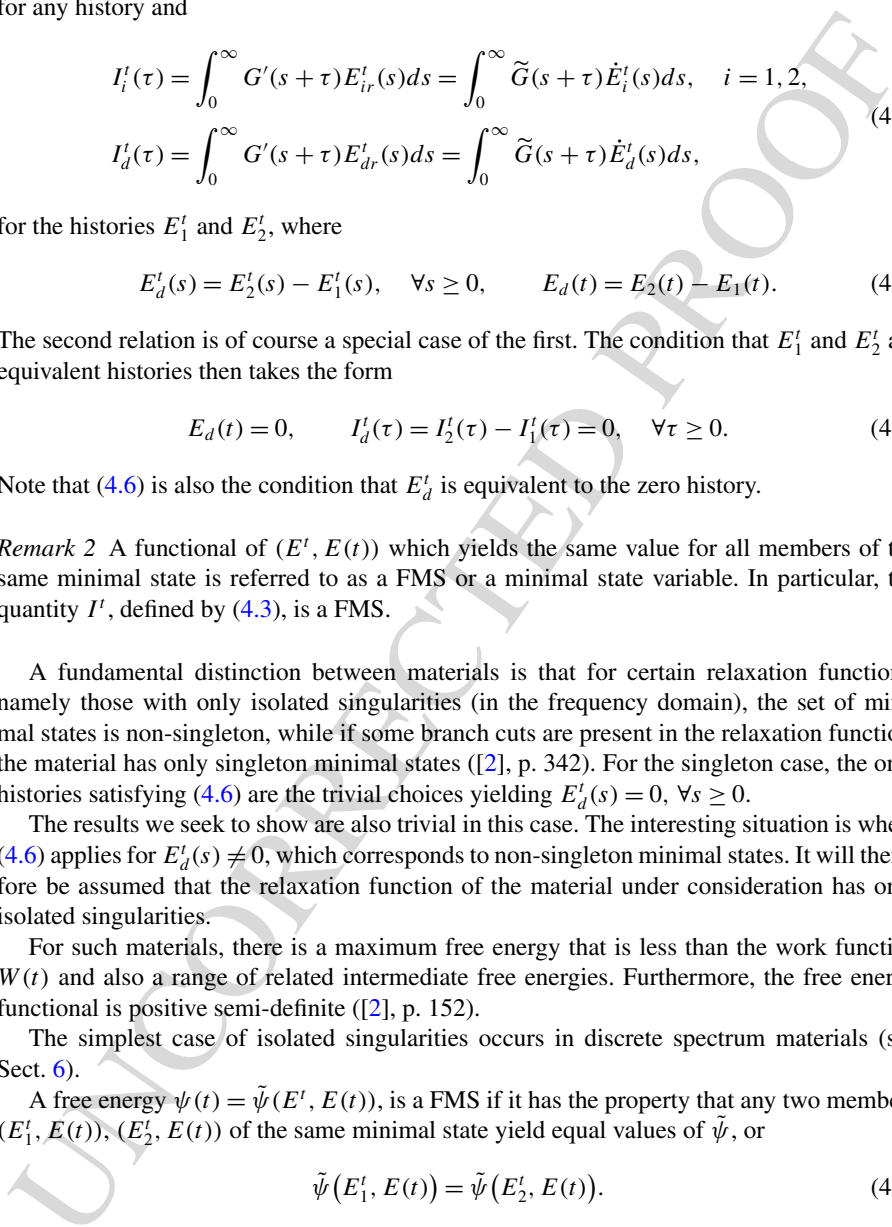 for any history and
I_i^t(τ) = ∫_0^∞ G′(s + τ)E_{ir}^t(s)ds = ∫_0^∞ G̃(s + τ)Ė_i^t(s)ds, i = 1, 2,
(4.
I_d^t(τ) = ∫_0^∞ G′(s + τ)E_{dr}^t(s)ds = ∫_0^∞ G̃(s + τ)Ė_d^t(s)ds,
for the histories E_1^t and E_2^t, where
E_d^t(s) = E_2^t(s) − E_1^t(s), ∀s ≥ 0, E_d(t) = E_2(t) − E_1(t). (4.
The second relation is of course a special case of the first. The condition that E_1^t and E_2^t a
equivalent histories then takes the form
E_d(t) = 0, I_d^t(τ) = I_2^t(τ) − I_1^t(τ) = 0, ∀τ ≥ 0. (4.
Note that (4.6) is also the condition that E_d^t is equivalent to the zero history.
Remark 2 A functional of (E^t, E(t)) which yields the same value for all members of t
same minimal state is referred to as a FMS or a minimal state variable. In particular, t
quantity I^t, defined by (4.3), is a FMS.
A fundamental distinction between materials is that for certain relaxation function
namely those with only isolated singularities (in the frequency domain), the set of min
mal states is non-singleton, while if some branch cuts are present in the relaxation functio
the material has only singleton minimal states ([2], p. 342). For the singleton case, the on
histories satisfying (4.6) are the trivial choices yielding E_d^t(s) = 0, ∀s ≥ 0.
The results we seek to show are also trivial in this case. The interesting situation is whe
(4.6) applies for E_d^t(s) ≠ 0, which corresponds to non-singleton minimal states. It will ther
fore be assumed that the relaxation function of the material under consideration has on
isolated singularities.
For such materials, there is a maximum free energy that is less than the work functi
W(t) and also a range of related intermediate free energies. Furthermore, the free ener
functional is positive semi-definite ([2], p. 152).
The simplest case of isolated singularities occurs in discrete spectrum materials (s
Sect. 6).
A free energy ψ(t) = ψ̃(E^t, E(t)), is a FMS if it has the property that any two membe
(E_1^t, E(t)), (E_2^t, E(t)) of the same minimal state yield equal values of ψ̃, or
ψ̃(E_1^t, E(t)) = ψ̃(E_2^t, E(t)). (4.
UNCORRECTED PROOF